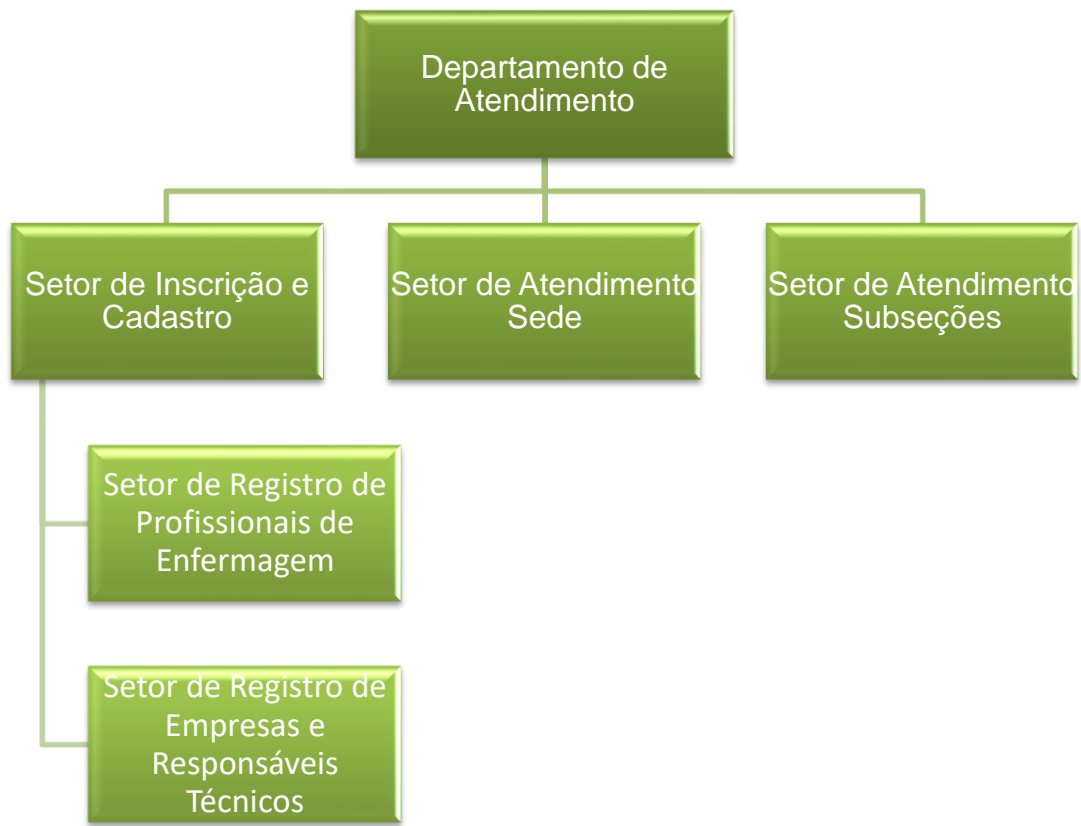 Departamento de
Atendimento
Setor de Inscrição e
Cadastro
Setor de Atendimento
Sede
Setor de Atendimento
Subseções
Setor de Registro de
Profissionais de
Enfermagem
Setor de Registro de
Empresas e
Responsáveis
Técnicos